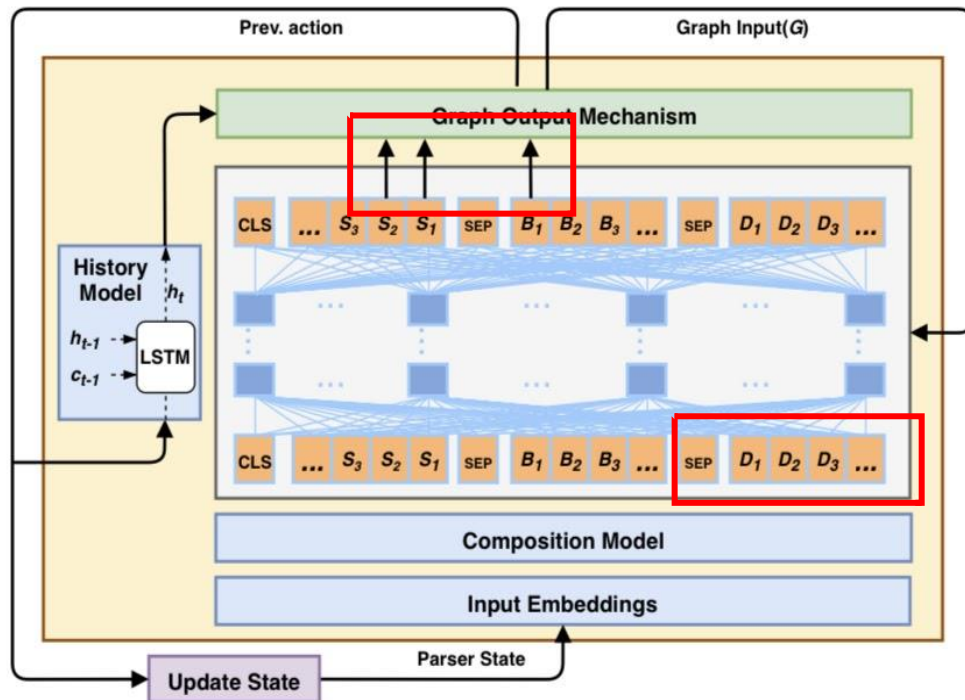 Prev. action
Graph Input(G)
Graph Output Mechanism
CLS ... S3 S2 S1 SEP B1 B2 B3 ... SEP D1 D2 D3 ...
History
Model
ht
ht-1
LSTM
ct-1
CLS ... S3 S2 S1 SEP B1 B2 B3 ... SEP D1 D2 D3 ...
Composition Model
Input Embeddings
Parser State
Update State